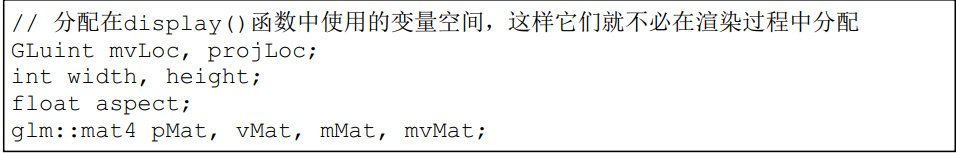 // 分配在display()函数中使用的变量空间，这样它们就不必在渲染过程中分配
GLuint mvLoc, projLoc;
int width, height;
float aspect;
glm::mat4 pMat, vMat, mMat, mvMat;